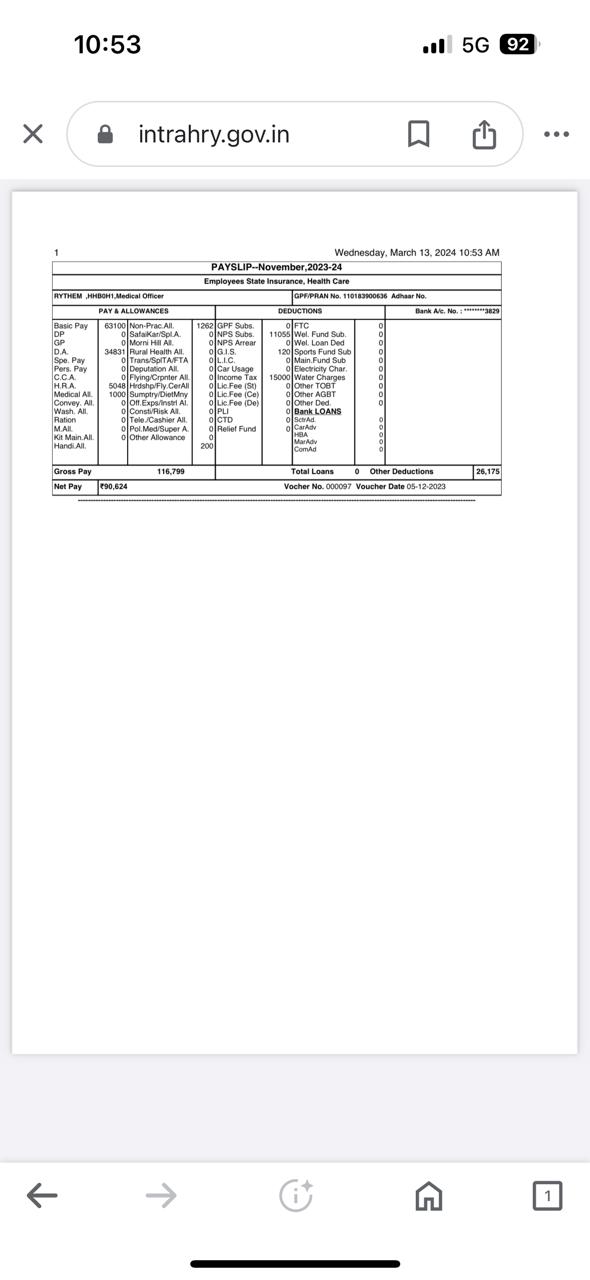 10:53 5G 92
intrahry.gov.in
1 Wednesday, March 13, 2024 10:53 AM
PAYSLIP--November,2023-24
Employees State Insurance, Health Care
RYTHEM ,HHB0H1,Medical Officer GPF/PRAN No. 110183900636 Adhaar No.
PAY & ALLOWANCES DEDUCTIONS Bank A/c. No. : *******3829
Basic Pay 63100 Non-Prac.All. 1262 GPF Subs. 0 FTC 0
DP 0 SafaiKar/Spl.A. 0 NPS Subs. 11055 Wel. Fund Sub. 0
GP 0 Morni Hill All. 0 NPS Arrear 0 Wel. Loan Ded 0
D.A. 34831 Rural Health All. 0 G.I.S. 120 Sports Fund Sub 0
Spe. Pay 0 Trans/SplTA/FTA 0 L.I.C. 0 Main.Fund Sub 0
Pers. Pay 0 Deputation All. 0 Car Usage 0 Electricity Char. 0
C.C.A. 0 Flying/Crpnter All. 0 Income Tax 15000 Water Charges 0
H.R.A. 5048 Hrdshp/Fly.CerAll 0 Lic.Fee (St) 0 Other TOBT 0
Medical All. 1000 Sumptry/DietMny 0 Lic.Fee (Ce) 0 Other AGBT 0
Convey. All. 0 Off.Exps/Instrl Al. 0 Lic.Fee (De) 0 Other Ded. 0
Wash. All. 0 Consti/Risk All. 0 PLI 0 Bank LOANS
Ration 0 Tele./Cashier All. 0 CTD 0 SctrAd. 0
M.All. 0 Pol.Med/Super A. 0 Relief Fund 0 CarAdv 0
Kit Main.All. 0 Other Allowance 0 HBA 0
Handi.All. 200 MarAdv 0
ComAd 0
Gross Pay 116,799 Total Loans 0 Other Deductions 26,175
Net Pay ₹90,624 Vocher No. 000097 Voucher Date 05-12-2023
1